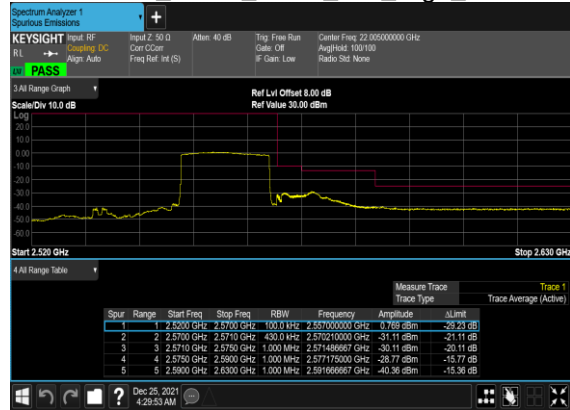 Spectrum Analyzer 1
Spurious Emissions
KEYSIGHT Input: RF Input Z: 50 Ω Atten: 40 dB Trig: Free Run Center Freq: 22.005000000 GHz
RL Coupling: DC Corr CCorr Gate: Off Avg|Hold: 100/100
Align: Auto Freq Ref: Int (S) IF Gain: Low Radio Std: None
LW PASS
3 All Range Graph
Ref Lvl Offset 8.00 dB
Scale/Div 10.0 dB Ref Value 30.00 dBm
Log
20.0
10.0
0.00
-10.0
-20.0
-30.0
-40.0
-50.0
-60.0
Start 2.520 GHz Stop 2.630 GHz
4 All Range Table
Measure Trace Trace 1
Trace Type Trace Average (Active)
Spur Range Start Freq Stop Freq RBW Frequency Amplitude ΔLimit
1 1 2.5200 GHz 2.5700 GHz 100.0 kHz 2.557000000 GHz 0.769 dBm -29.23 dB
2 2 2.5700 GHz 2.5710 GHz 430.0 kHz 2.570210000 GHz -31.11 dBm -21.11 dB
3 3 2.5710 GHz 2.5750 GHz 1.000 MHz 2.571486667 GHz -30.11 dBm -20.11 dB
4 4 2.5750 GHz 2.5900 GHz 1.000 MHz 2.577175000 GHz -28.77 dBm -15.77 dB
5 5 2.5900 GHz 2.6300 GHz 1.000 MHz 2.591666667 GHz -40.36 dBm -15.36 dB
Dec 25, 2021
4:29:53 AM